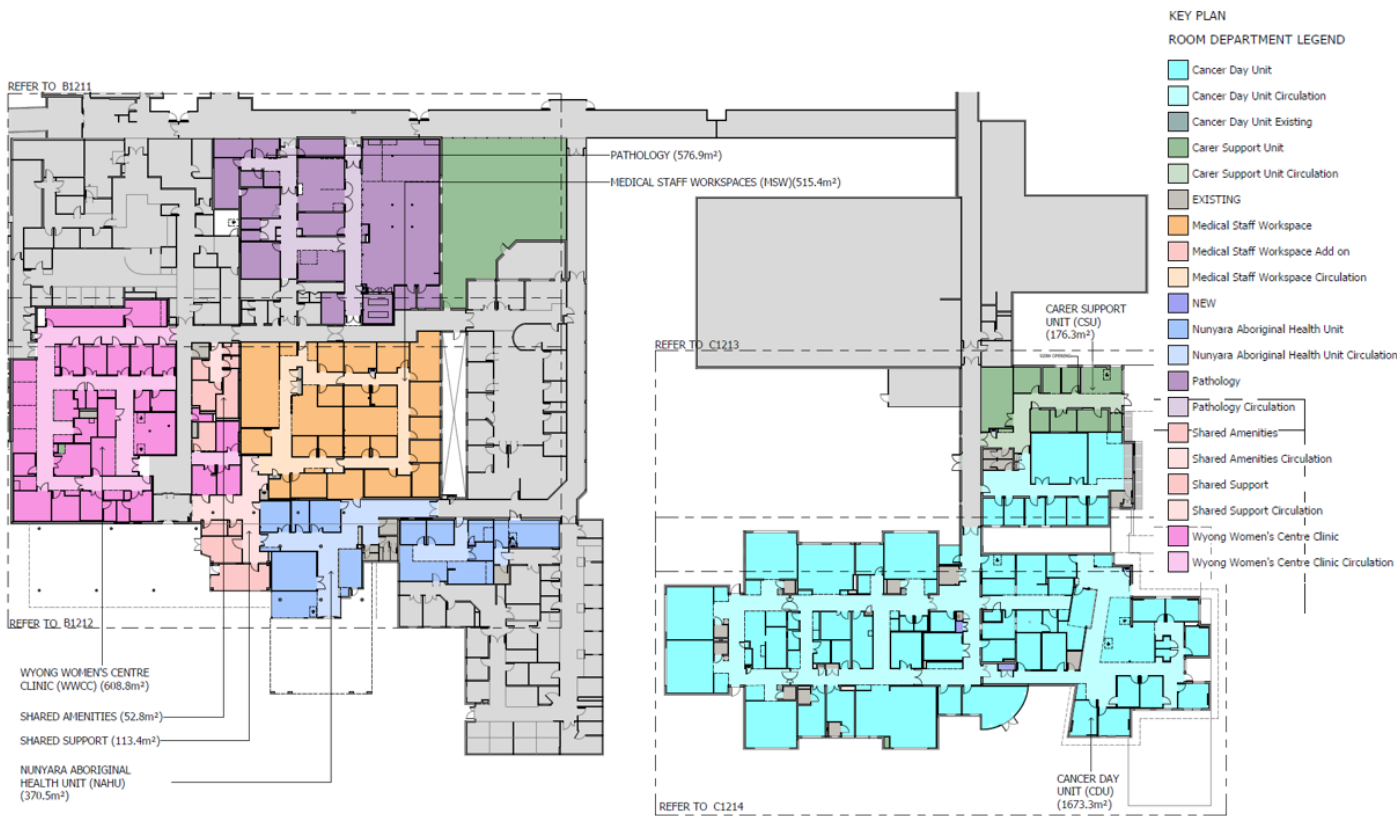 KEY PLAN
ROOM DEPARTMENT LEGEND
Cancer Day Unit
Cancer Day Unit Circulation
Cancer Day Unit Existing
Carer Support Unit
Carer Support Unit Circulation
EXISTING
Medical Staff Workspace
Medical Staff Workspace Add on
Medical Staff Workspace Circulation
NEW
Nunyara Aboriginal Health Unit
Nunyara Aboriginal Health Unit Circulation
Pathology
Pathology Circulation
Shared Amenities
Shared Amenities Circulation
Shared Support
Shared Support Circulation
Wyong Women's Centre Clinic
Wyong Women's Centre Clinic Circulation
REFER TO B1211
PATHOLOGY (576.9m²)
MEDICAL STAFF WORKSPACES (MSW)(515.4m²)
CARER SUPPORT
UNIT (CSU)
(176.3m²)
REFER TO C1213
REFER TO B1212
WYONG WOMEN'S CENTRE
CLINIC (WWCC) (608.8m²)
SHARED AMENITIES (52.8m²)
SHARED SUPPORT (113.4m²)
NUNYARA ABORIGINAL
HEALTH UNIT (NAHU)
(370.5m²)
CANCER DAY
UNIT (CDU)
(1673.3m²)
REFER TO C1214